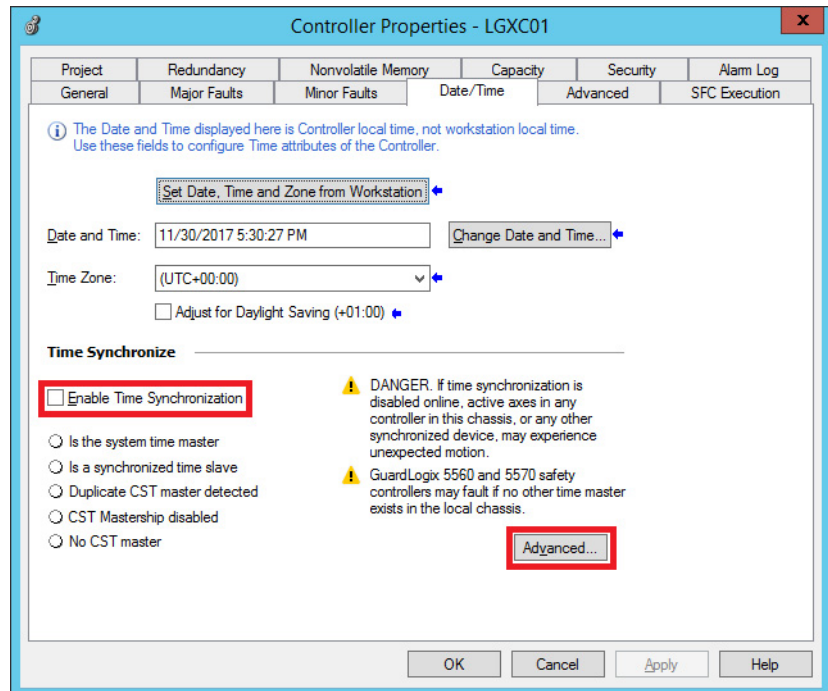 Controller Properties - LGXC01
x
Project Redundancy Nonvolatile Memory Capacity Security Alarm Log
General Major Faults Minor Faults Date/Time Advanced SFC Execution
The Date and Time displayed here is Controller local time, not workstation local time.
Use these fields to configure Time attributes of the Controller.
Set Date, Time and Zone from Workstation
Date and Time: 11/30/2017 5:30:27 PM Change Date and Time...
Time Zone: (UTC+00:00)
Adjust for Daylight Saving (+01:00)
Time Synchronize
Enable Time Synchronization
Is the system time master
Is a synchronized time slave
Duplicate CST master detected
CST Mastership disabled
No CST master
DANGER. If time synchronization is
disabled online, active axes in any
controller in this chassis, or any other
synchronized device, may experience
unexpected motion.
GuardLogix 5560 and 5570 safety
controllers may fault if no other time master
exists in the local chassis.
Advanced...
OK Cancel Apply Help